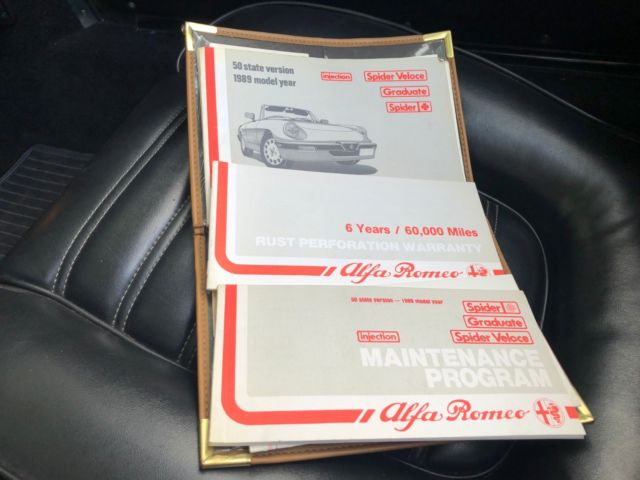 50 state version
1989 model year
injection
Spider Veloce
Graduate
Spider
6 Years / 60,000 Miles
RUST PERFORATION WARRANTY
Alfa Romeo
50 state version — 1989 model year
Spider
Graduate
injection
Spider Veloce
MAINTENANCE
PROGRAM
Alfa Romeo